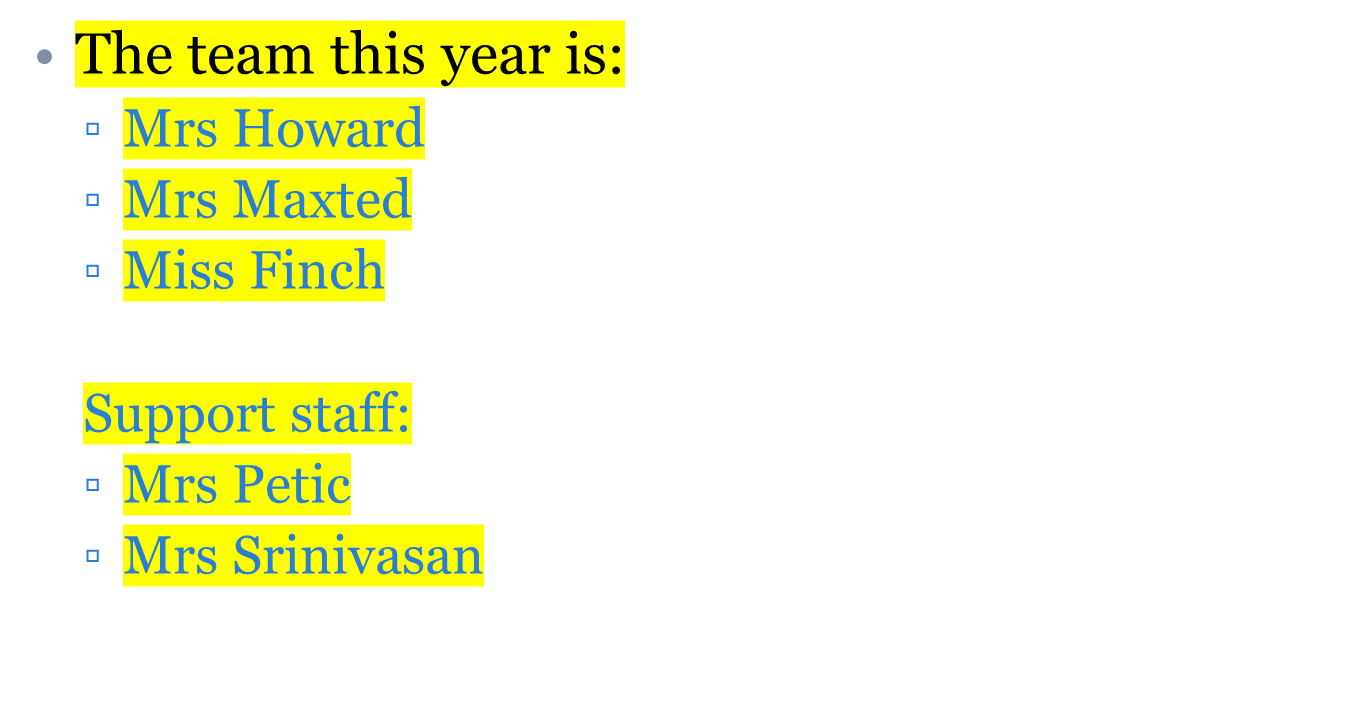 The team this year is:
Mrs Howard
Mrs Maxted
Miss Finch
Support staff:
Mrs Petic
Mrs Srinivasan